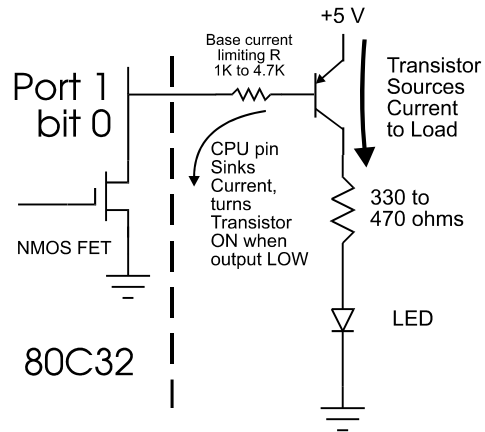 +5 V
Base current
limiting R
1K to 4.7K
Port 1
bit 0
Transistor
Sources
Current
to Load
CPU pin
Sinks
Current,
turns
Transistor
ON when
output LOW
330 to
470 ohms
NMOS FET
LED
80C32